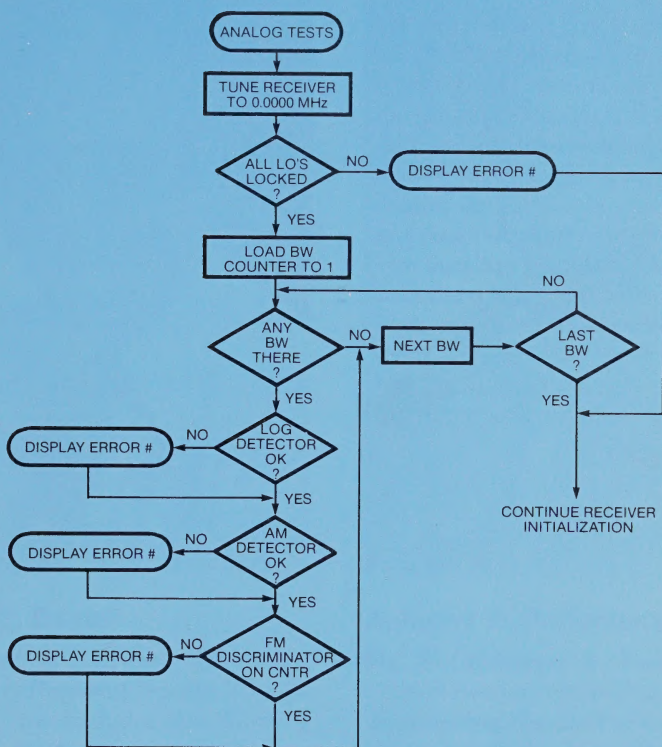 ANALOG TESTS
TUNE RECEIVER
TO 0.0000 MHz
ALL LO'S
LOCKED
?
NO
DISPLAY ERROR #
YES
LOAD BW
COUNTER TO 1
NO
ANY
BW
THERE
?
NO
NEXT BW
LAST
BW
?
YES
YES
LOG
DETECTOR
OK
?
NO
DISPLAY ERROR #
YES
CONTINUE RECEIVER
INITIALIZATION
AM
DETECTOR
OK
?
NO
DISPLAY ERROR #
YES
FM
DISCRIMINATOR
ON CNTR
?
NO
DISPLAY ERROR #
YES